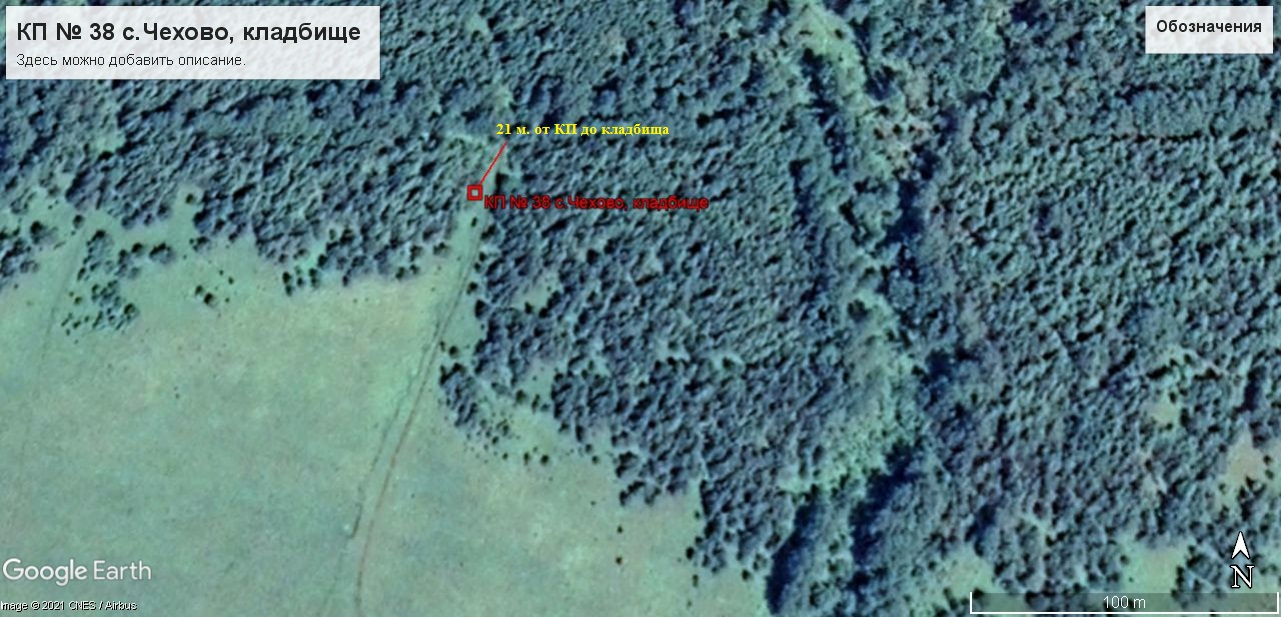 КП № 38 с.Чехово, кладбище
Здесь можно добавить описание.
Обозначения
21 м. от КП до кладбища
КП № 38 с.Чехово, кладбище
Google Earth
Image © 2021 CNES / Airbus
N
100 m